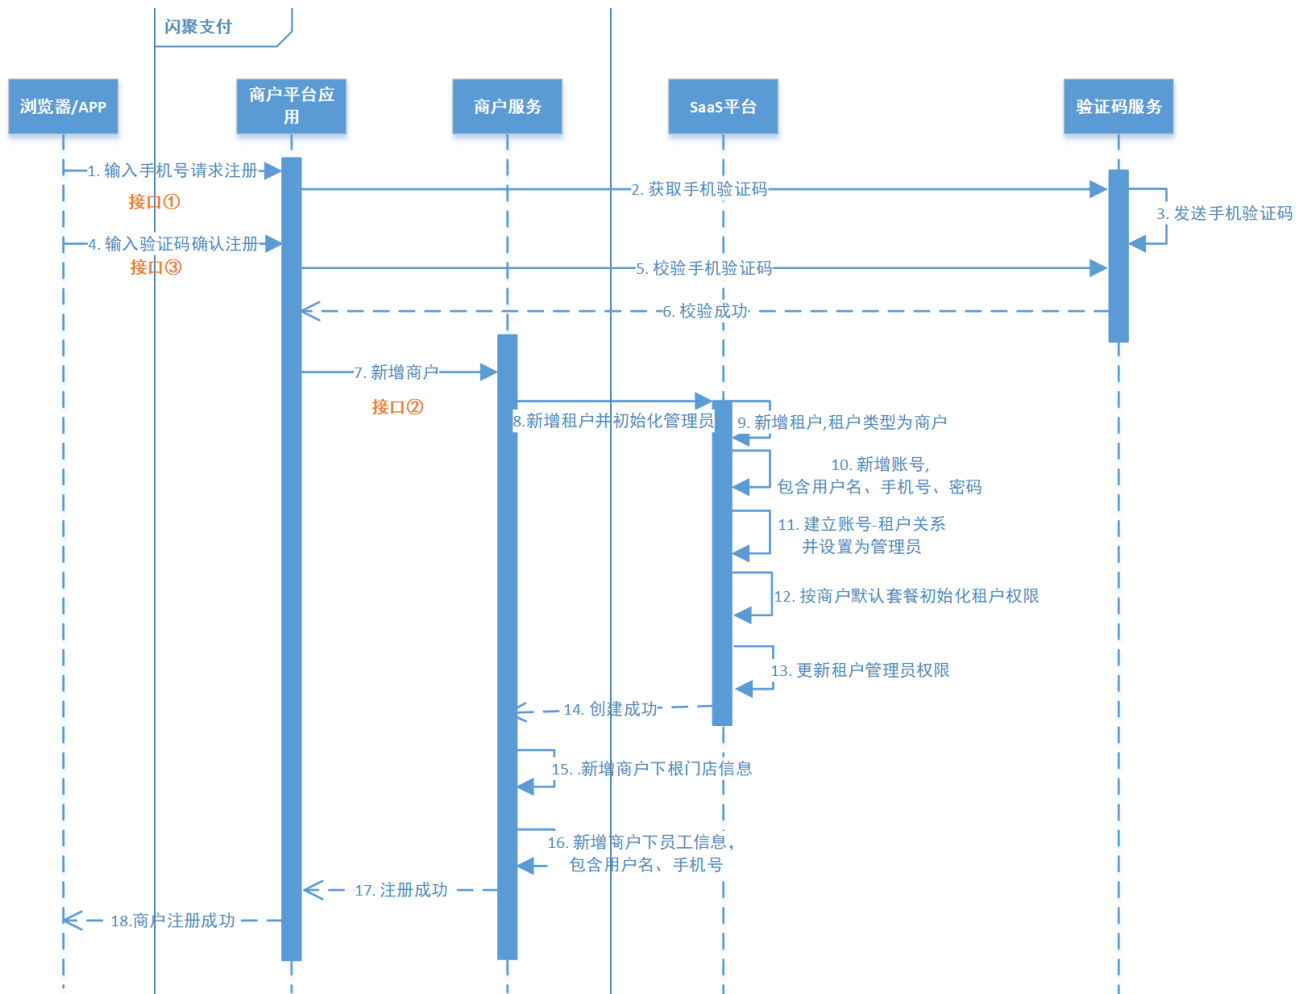 闪聚支付
浏览器/APP
商户平台应
用
商户服务
SaaS平台
验证码服务
1. 输入手机号请求注册
2. 获取手机验证码
接口①
3. 发送手机验证码
4. 输入验证码确认注册
接口③
5. 校验手机验证码
6. 校验成功
7. 新增商户
接口②
8.新增租户并初始化管理员
9. 新增租户,租户类型为商户
10. 新增账号,
包含用户名、手机号、密码
11. 建立账号-租户关系
并设置为管理员
12. 按商户默认套餐初始化租户权限
13. 更新租户管理员权限
14. 创建成功
15. .新增商户下根门店信息
16. 新增商户下员工信息，
包含用户名、手机号
17. 注册成功
18.商户注册成功